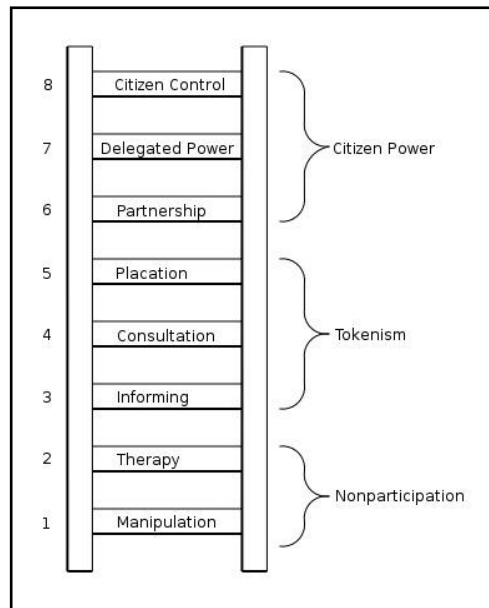 8 Citizen Control
7 Delegated Power
Citizen Power
6 Partnership
5 Placation
4 Consultation
Tokenism
3 Informing
2 Therapy
Nonparticipation
1 Manipulation